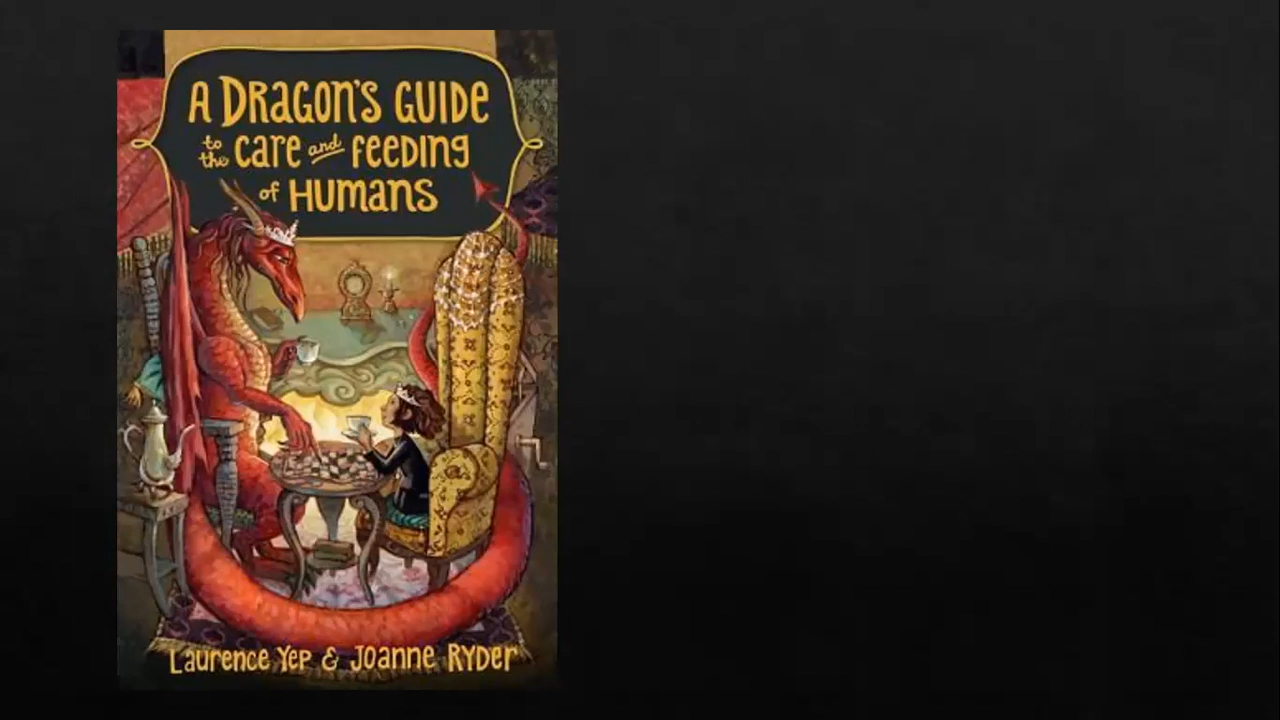 A DRAGON'S GUIDE
to the CARE and FEEDING
of HUMANS
LAURENCE YEP & JOANNE RYDER